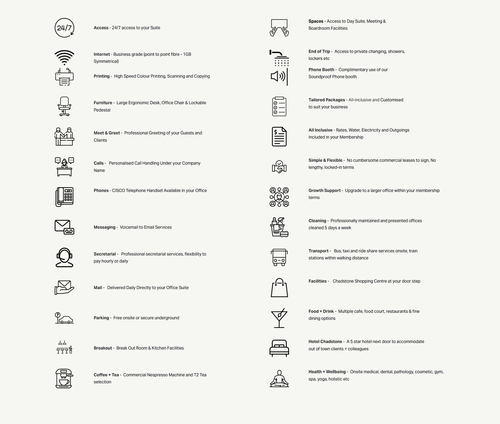 24/7
Access - 24/7 access to your Suite
Internet - Business grade (point to point fibre - 1GB
Symmetrical)
Printing - High Speed Colour Printing, Scanning and Copying
Furniture - Large Ergonomic Desk, Office Chair & Lockable
Pedestal
Meet & Greet - Professional Greeting of your Guests and
Clients
Calls - Personalised Call Handling Under your Company
Name
Phones - CISCO Telephone Handset Available in your Office
Messaging - Voicemail to Email Services
Secretarial - Professional secretarial services, flexibility to
pay hourly or daily
Mail - Delivered Daily Directly to your Office Suite
Parking - Free onsite or secure underground
Breakout - Break Out Room & Kitchen Facilities
Coffee + Tea - Commercial Nespresso Machine and T2 Tea
selection
Spaces - Access to Day Suite, Meeting &
Boardroom Facilities
End of Trip - Access to private changing, showers,
lockers etc
Phone Booth - Complimentary use of our
Soundproof Phone booth
Tailored Packages - All-inclusive and Customised
to suit your business
All Inclusive - Rates, Water, Electricity and Outgoings
Included in your Membership
Simple & Flexible - No cumbersome commercial leases to sign, No
lengthy, locked-in terms.
Growth Support - Upgrade to a larger office within your membership
terms
Cleaning - Professionally maintained and presented offices
cleaned 5 days a week
Transport - Bus, taxi and ride share services onsite, train
stations within walking distance
Facilities - Chadstone Shopping Centre at your door step
Food + Drink - Multiple cafe, food court, restaurants & fine
dining options
Hotel Chadstone - A 5 star hotel next door to accommodate
out of town clients + colleagues
Health + Wellbeing - Onsite medical, dental, pathology, cosmetic, gym,
spa, yoga, holistic etc